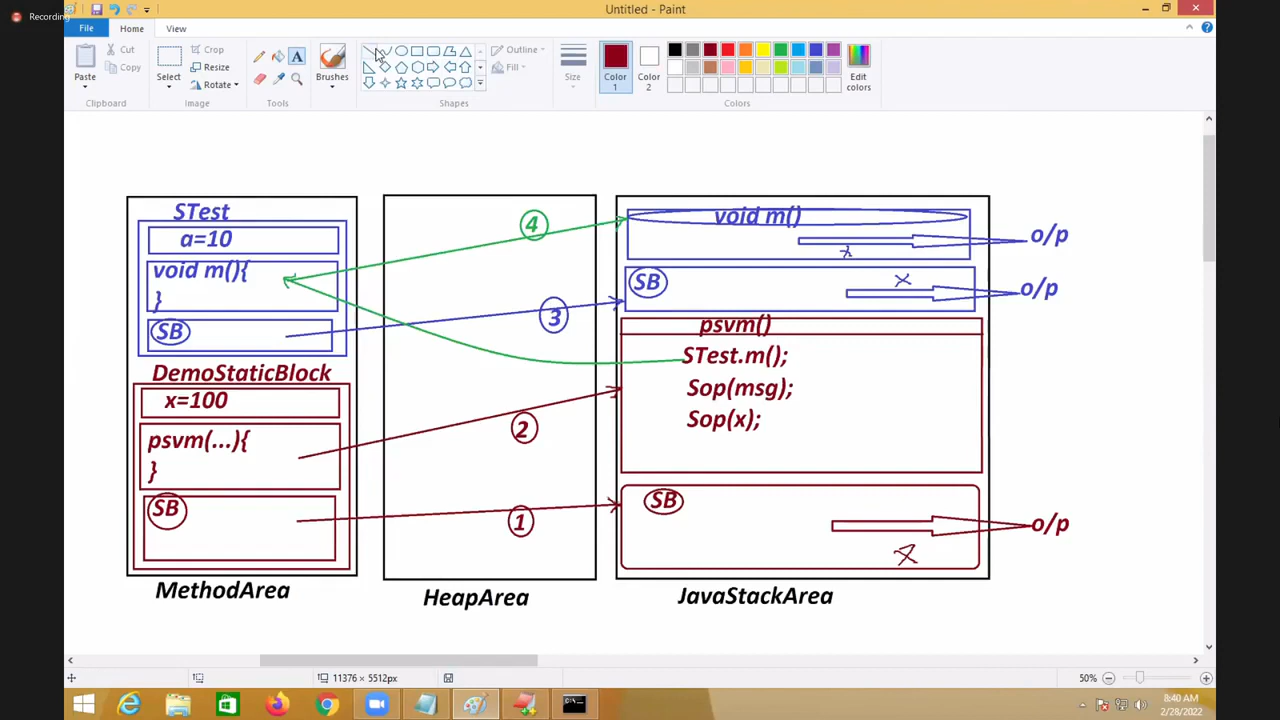 Recording
Untitled - Paint
File
Home
View
Cut
Copy
Paste
Clipboard
Crop
Resize
Rotate
Select
Image
Tools
Brushes
Outline
Fill
Shapes
Size
Color
1
Color
2
Edit
colors
Colors
STest
a=10
void m(){
}
SB
DemoStaticBlock
x=100
psvm(...){
}
SB
MethodArea
4
3
2
1
HeapArea
void m()
x
o/p
SB
x
o/p
psvm()
STest.m();
Sop(msg);
Sop(x);
SB
x
o/p
JavaStackArea
11376 × 5512px
50%
8:40 AM
2/28/2022